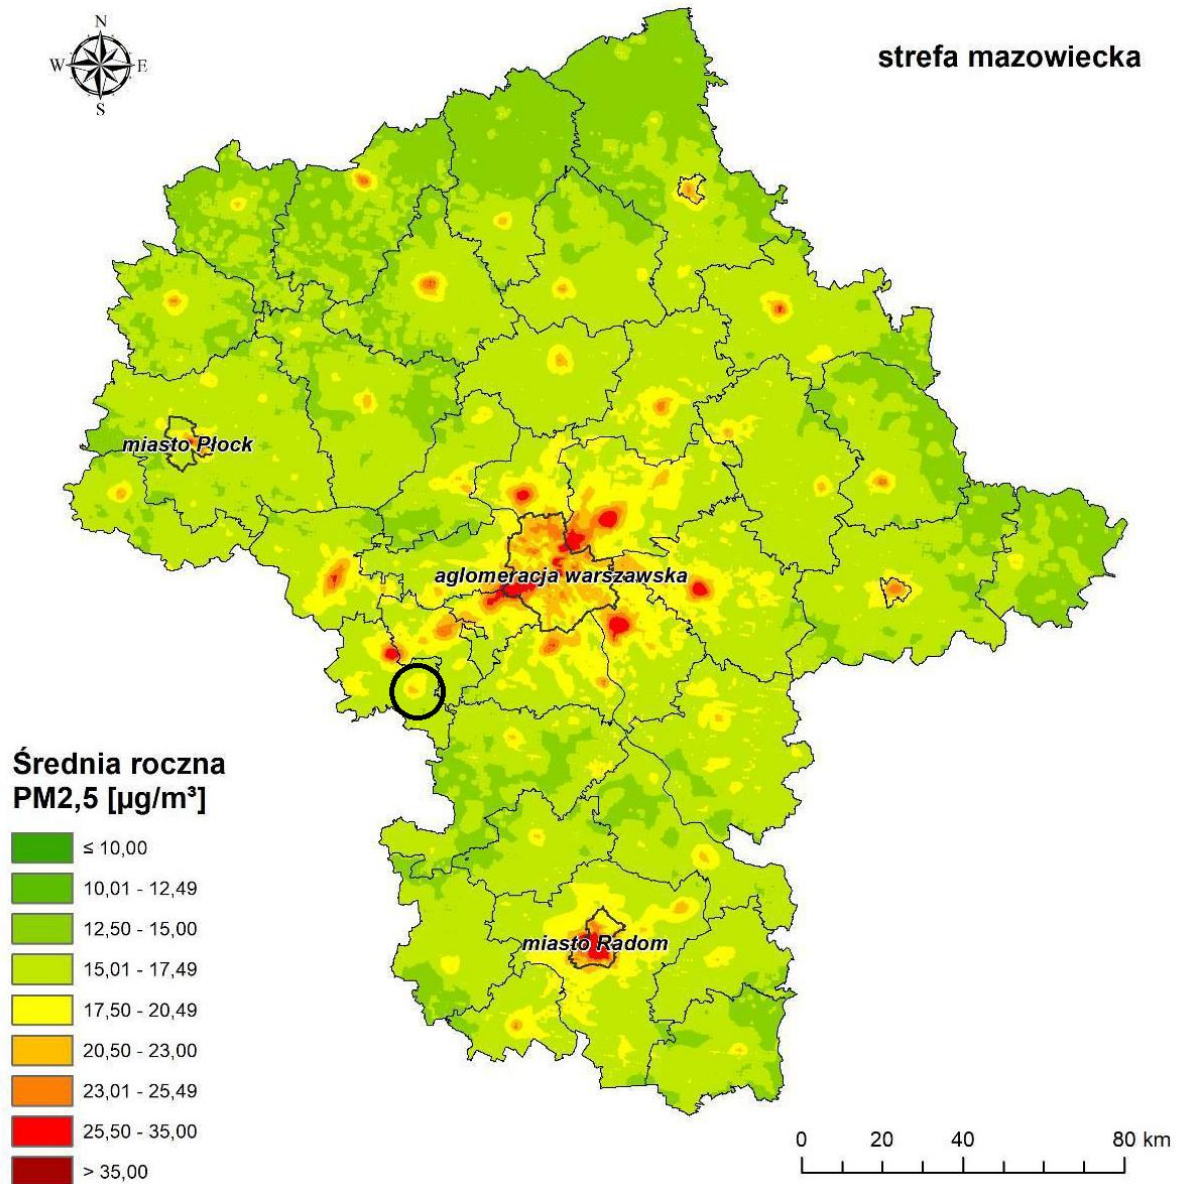 N
W E
S
strefa mazowiecka
miasto Płock
aglomeracja warszawska
miasto Radom
Średnia roczna
PM2,5 [µg/m³]
≤ 10,00
10,01 - 12,49
12,50 - 15,00
15,01 - 17,49
17,50 - 20,49
20,50 - 23,00
23,01 - 25,49
25,50 - 35,00
> 35,00
0 20 40 80 km